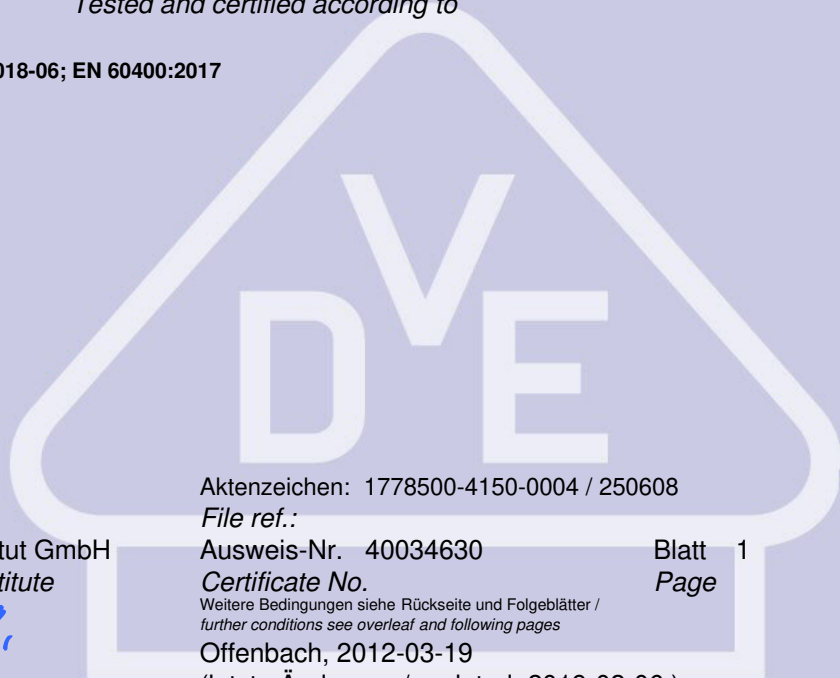 Tested and certified according to
018-06; EN 60400:2017
VDE
Aktenzeichen: 1778500-4150-0004 / 250608
File ref.:
tut GmbH Ausweis-Nr. 40034630 Blatt 1
titute Certificate No. Page
Weitere Bedingungen siehe Rückseite und Folgeblätter /
further conditions see overleaf and following pages
Offenbach, 2012-03-19